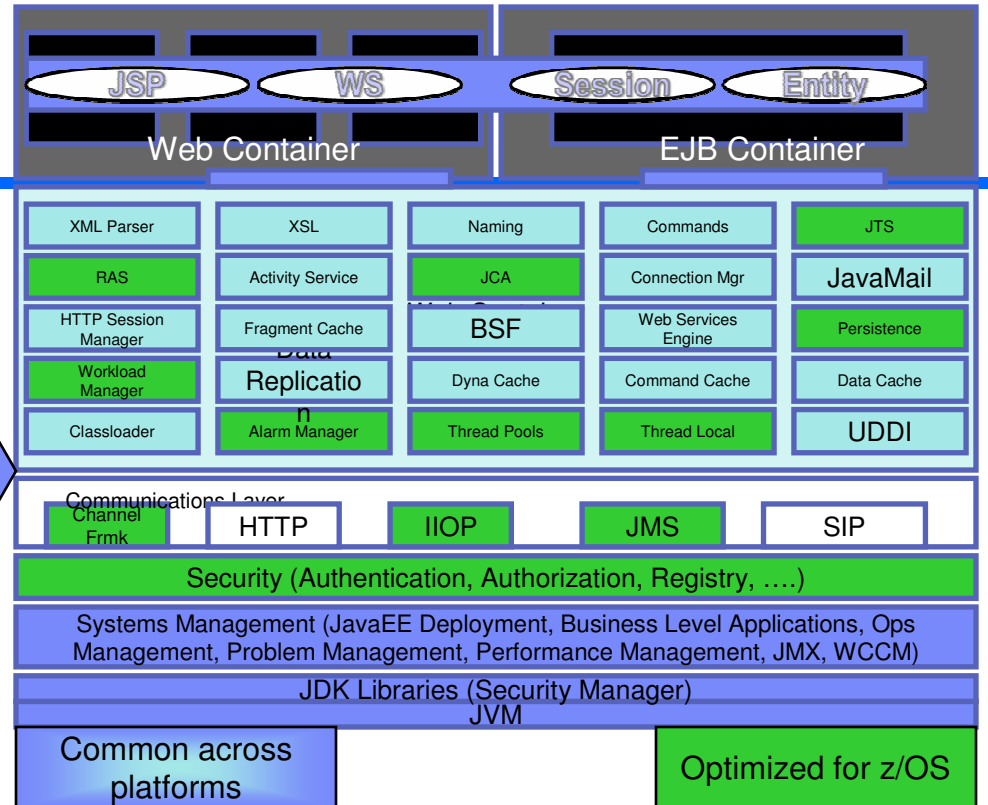 JSP
WS
Session
Entity
Web Container
EJB Container
XML Parser
XSL
Naming
Commands
JTS
RAS
Activity Service
JCA
Connection Mgr
JavaMail
HTTP Session
Manager
Fragment Cache
BSF
Web Services
Engine
Persistence
Workload
Manager
Data
Replicatio
n
Dyna Cache
Command Cache
Data Cache
Classloader
Alarm Manager
Thread Pools
Thread Local
UDDI
Communications Layer
Channel
Frmk
HTTP
IIOP
JMS
SIP
Security (Authentication, Authorization, Registry, ….)
Systems Management (JavaEE Deployment, Business Level Applications, Ops
Management, Problem Management, Performance Management, JMX, WCCM)
JDK Libraries (Security Manager)
JVM
Common across
platforms
Optimized for z/OS